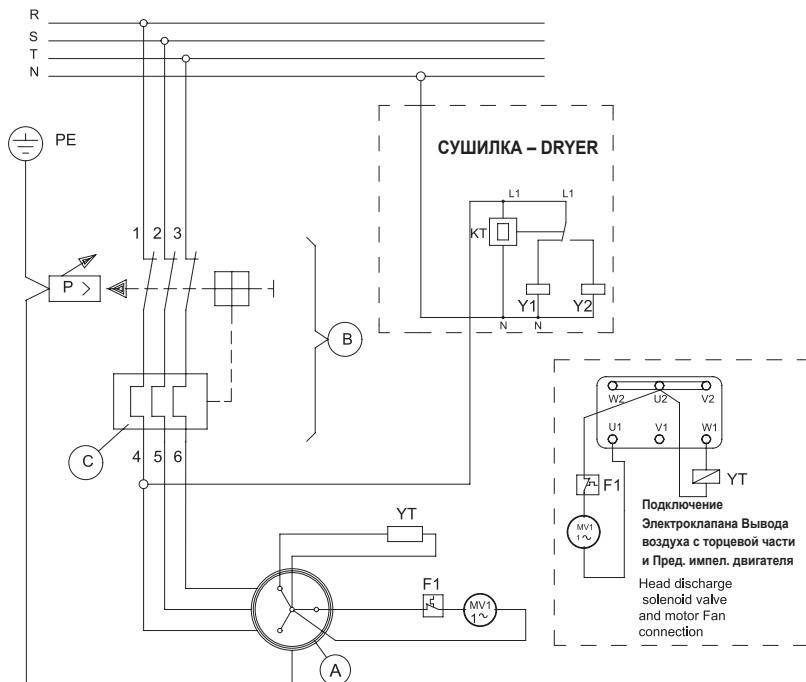 R
S
T
N
PE
СУШИЛКА – DRYER
L1 L1
KT
Y1 Y2
N N
1 2 3
P >
B
C
4 5 6
W2 U2 V2
U1 V1 W1
F1
YT
MV1
1~
Подключение
Электроклапана Вывода
воздуха с торцевой части
и Пред. импел. двигателя
Head discharge
solenoid valve
and motor Fan
connection
YT
F1
MV1
1~
A